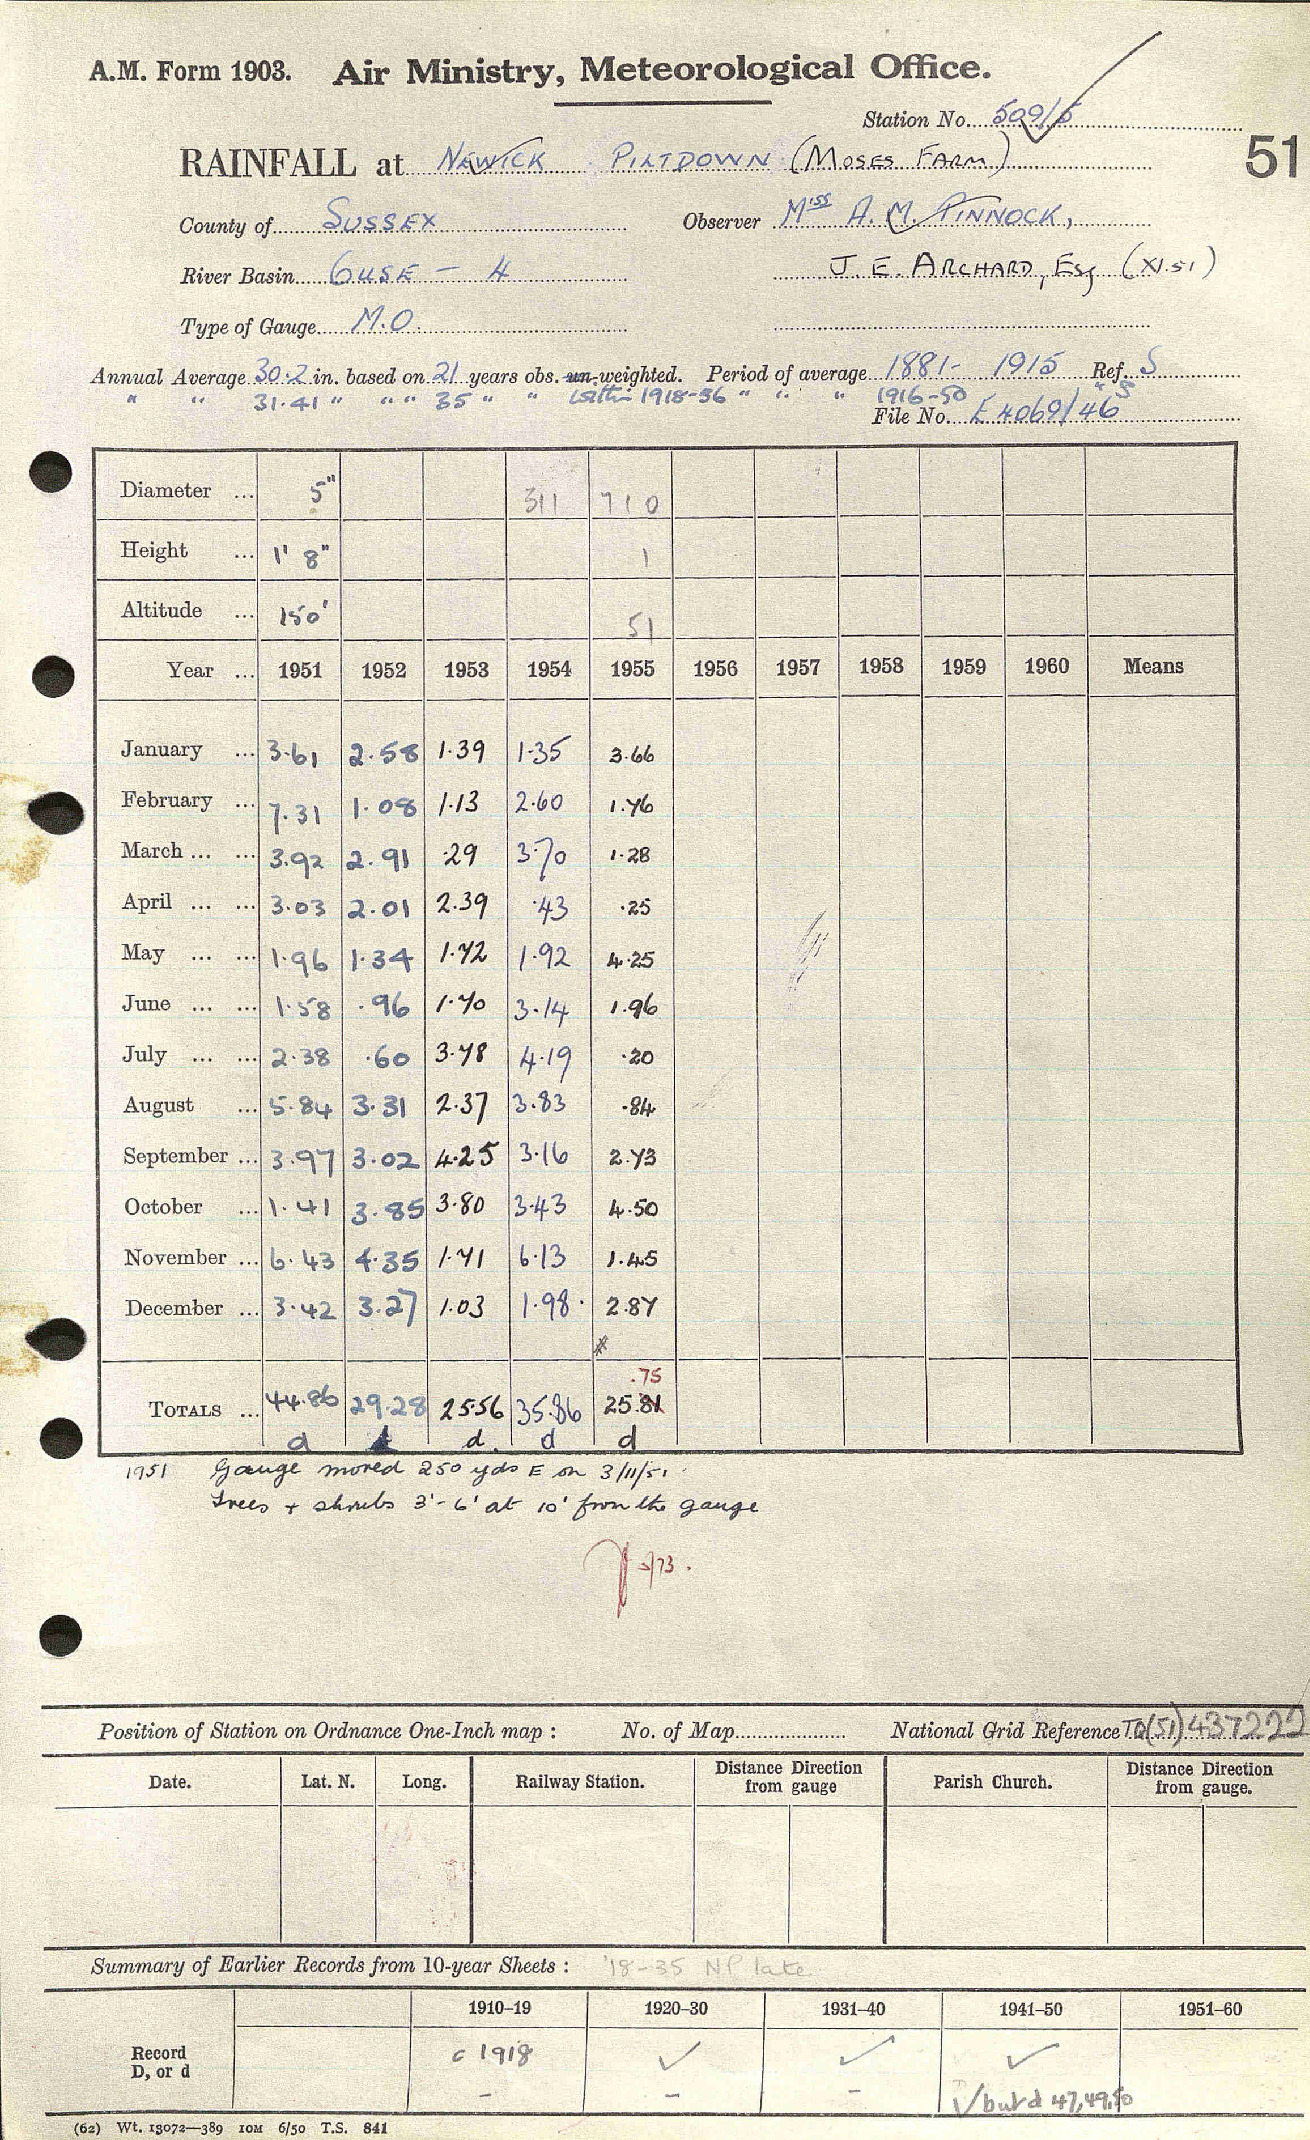 A.M. Form 1903. Air Ministry, Meteorological Office.
Station No. 509/5
51
RAINFALL at NEWICK PILTDOWN (MOSES FARM)
County of SUSSEX Observer Miss A. M. PINNOCK,
River Basin OUSE – 4 J. E. ARCHARD, Esq (XI.51)
Type of Gauge M.O.
Annual Average 30.2 in. based on 21 years obs. un-weighted. Period of average 1881- 1915 Ref. S
" " 31.41 " " " 35 " " within 1918-56 " " " 1916-50 " S
File No. E4069/46
Diameter ... 5" 311 710
Height ... 1' 8" 1
Altitude ... 150' 51
Year ... 1951 1952 1953 1954 1955 1956 1957 1958 1959 1960 Means
January ... 3.61 2.58 1.39 1.35 3.66
February ... 7.31 1.08 1.13 2.60 1.76
March ... ... 3.92 2.91 .29 3.70 1.28
April ... ... 3.03 2.01 2.39 .43 .25
May ... ... 1.96 1.34 1.72 1.92 4.25
June ... ... 1.58 .96 1.70 3.14 1.96
July ... ... 2.38 .60 3.78 4.19 .20
August ... 5.84 3.31 2.37 3.83 .84
September ... 3.97 3.02 4.25 3.16 2.73
October ... 1.41 3.85 3.80 3.43 4.50
November ... 6.43 4.35 1.71 6.13 1.45
December ... 3.42 3.27 1.03 1.98 2.87
#
.75
TOTALS ... 44.86 29.28 25.56 35.86 25.81
d d d d
1951 Gauge moved 250 yds E on 3/11/51.
Trees + shrubs 3'-6' at 10' from the gauge
5/73.
Position of Station on Ordnance One-Inch map : No. of Map National Grid Reference TQ(51)437222
Date. Lat. N. Long. Railway Station. Distance Direction from gauge Parish Church. Distance Direction from gauge.
Summary of Earlier Records from 10-year Sheets : '18-35 NP late
1910–19 1920–30 1931–40 1941–50 1951–60
Record D, or d c 1918 ✓ ✓ ✓
– – – ✓ but d 47,49,50
(62) Wt. 13072—389 10M 6/50 T.S. 841